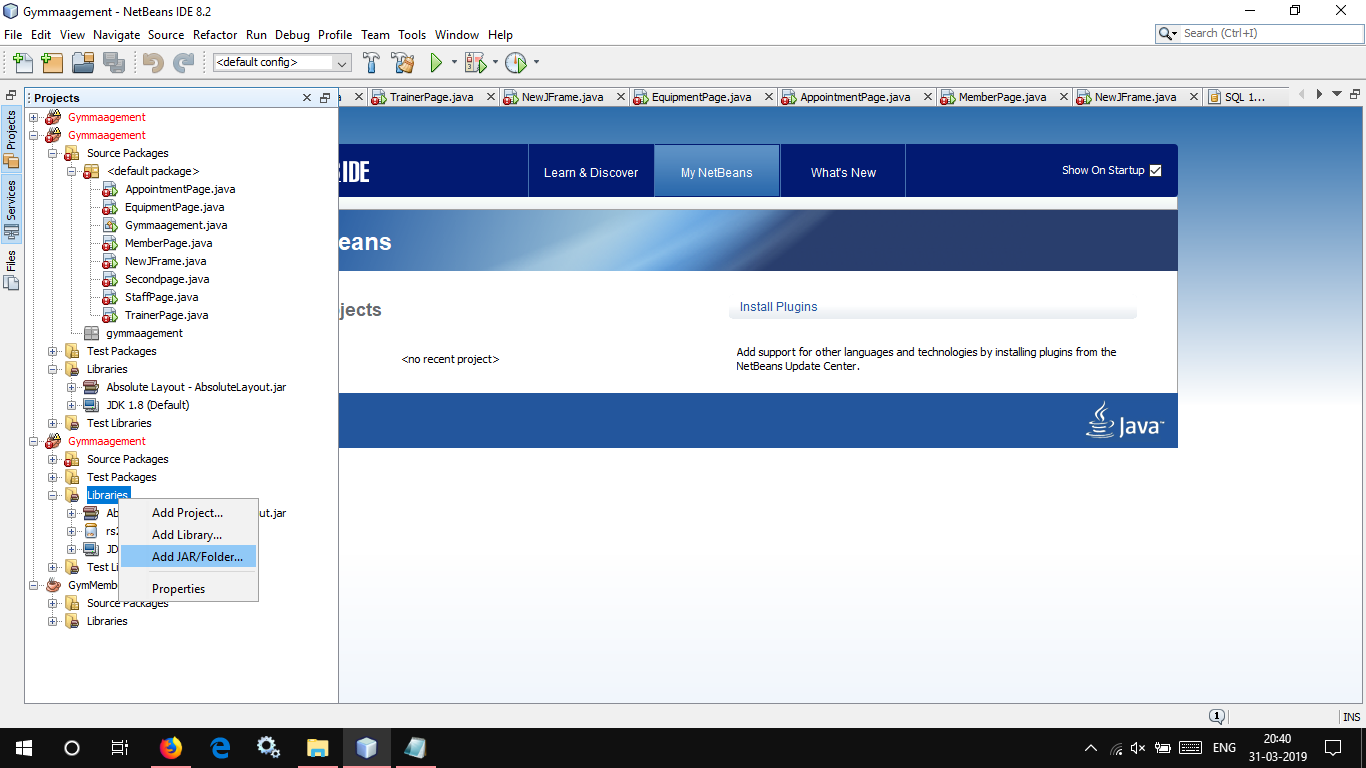 Gymmaagement - NetBeans IDE 8.2
File Edit View Navigate Source Refactor Run Debug Profile Team Tools Window Help
Search (Ctrl+I)
<default config>
Projects
TrainerPage.java
NewJFrame.java
EquipmentPage.java
AppointmentPage.java
MemberPage.java
NewJFrame.java
SQL 1...
Projects
Services
Files
Gymmaagement
Gymmaagement
Source Packages
<default package>
AppointmentPage.java
EquipmentPage.java
Gymmaagement.java
MemberPage.java
NewJFrame.java
Secondpage.java
StaffPage.java
TrainerPage.java
gymmaagement
Test Packages
Libraries
Absolute Layout - AbsoluteLayout.jar
JDK 1.8 (Default)
Test Libraries
Gymmaagement
Source Packages
Test Packages
Libraries
Ab
ut.jar
rs2
JD
Test Li
GymMemb
Source Packages
Libraries
Add Project...
Add Library...
Add JAR/Folder...
Properties
IDE
Learn & Discover
My NetBeans
What's New
Show On Startup
eans
jects
<no recent project>
Install Plugins
Add support for other languages and technologies by installing plugins from the
NetBeans Update Center.
Java™
1
INS
ENG
20:40
31-03-2019